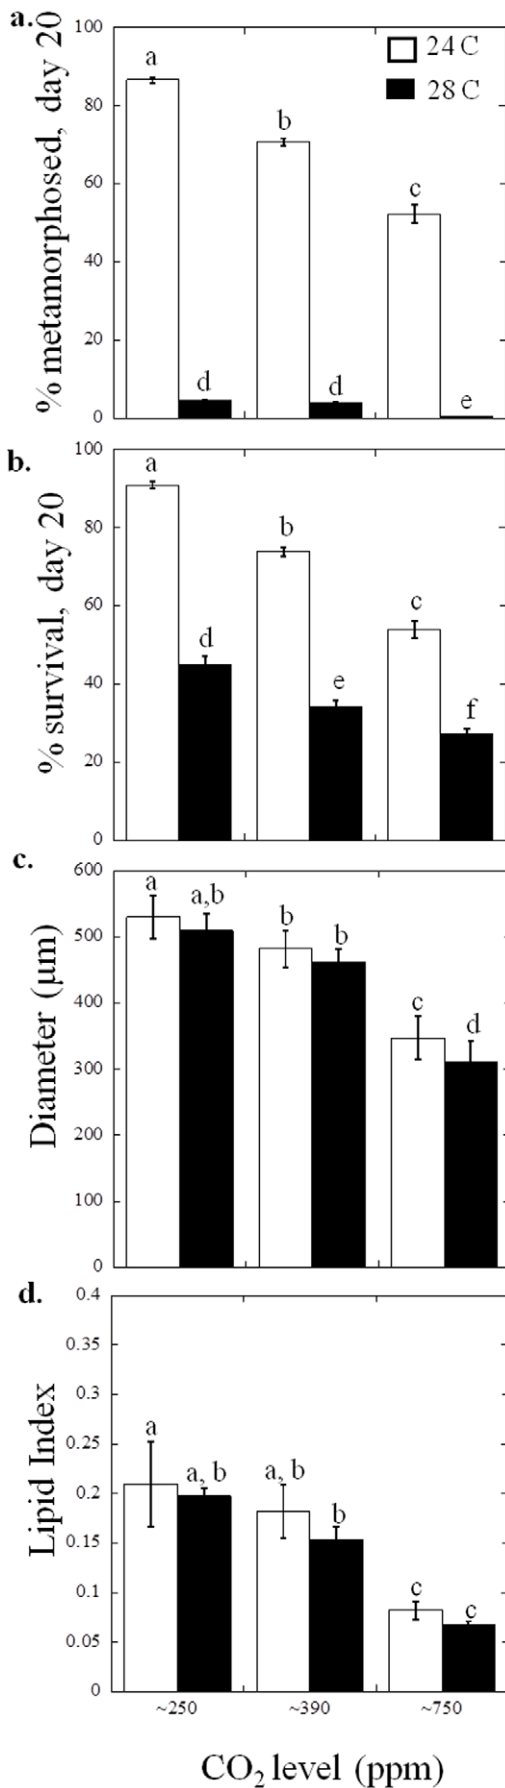 a.
% metamorphosed, day 20
100
80
60
40
20
0
24 C
28 C
a
b
c
d
d
e
b.
% survival, day 20
100
80
60
40
20
0
a
b
c
d
e
f
c.
Diameter (µm)
600
500
400
300
200
100
0
a
a,b
b
b
c
d
d.
Lipid Index
0.4
0.35
0.3
0.25
0.2
0.15
0.1
0.05
0
a
a, b
a, b
b
c
c
~250
~390
~750
CO₂ level (ppm)